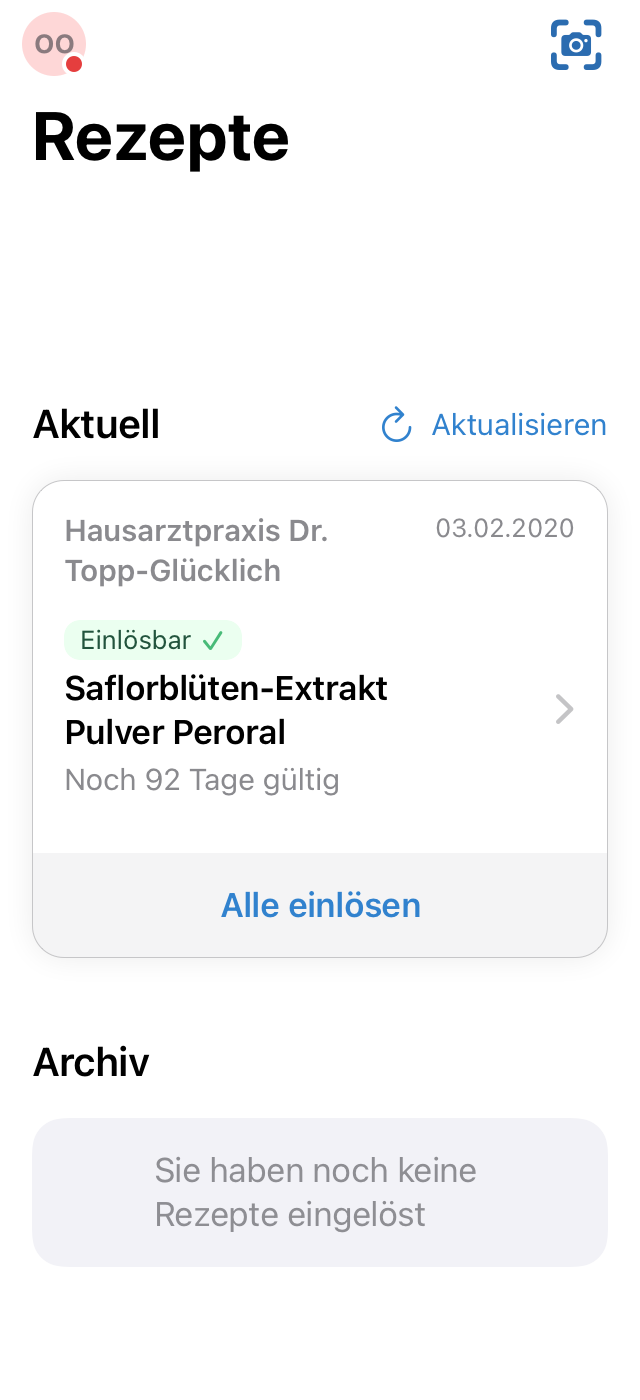 OO
Rezepte
Aktuell
Aktualisieren
Hausarztpraxis Dr.
Topp-Glücklich
03.02.2020
Einlösbar
Saflorblüten-Extrakt
Pulver Peroral
Noch 92 Tage gültig
Alle einlösen
Archiv
Sie haben noch keine
Rezepte eingelöst